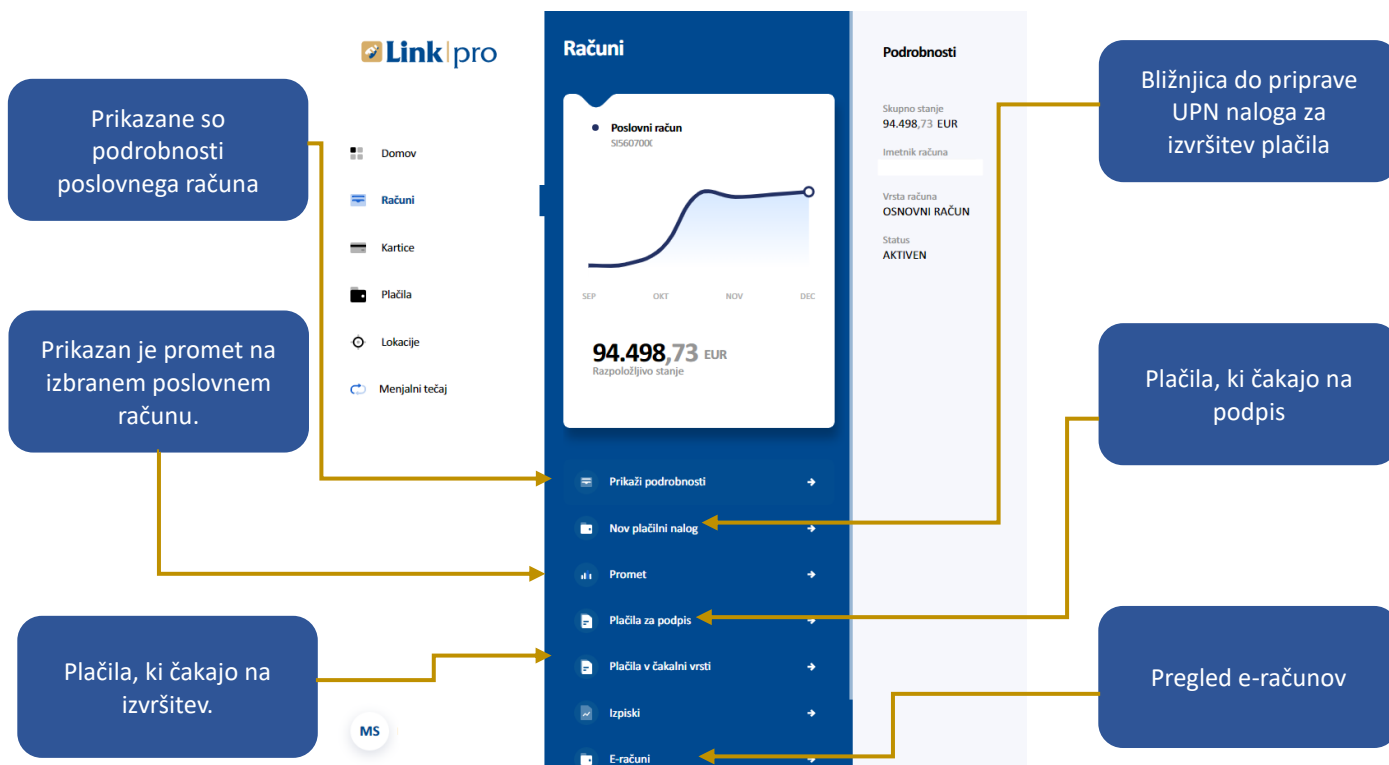 Link|pro
Domov
Računi
Kartice
Plačila
Lokacije
Menjalni tečaj
MS
Prikazane so
podrobnosti
poslovnega računa
Prikazan je promet na
izbranem poslovnem
računu.
Plačila, ki čakajo na
izvršitev.
Računi
Poslovni račun
SI560700X
SEP OKT NOV DEC
94.498,73 EUR
Razpoložljivo stanje
Prikaži podrobnosti
Nov plačilni nalog
Promet
Plačila za podpis
Plačila v čakalni vrsti
Izpiski
E-računi
Podrobnosti
Skupno stanje
94.498,73 EUR
Imetnik računa
Vrsta računa
OSNOVNI RAČUN
Status
AKTIVEN
Bližnjica do priprave
UPN naloga za
izvršitev plačila
Plačila, ki čakajo na
podpis
Pregled e-računov